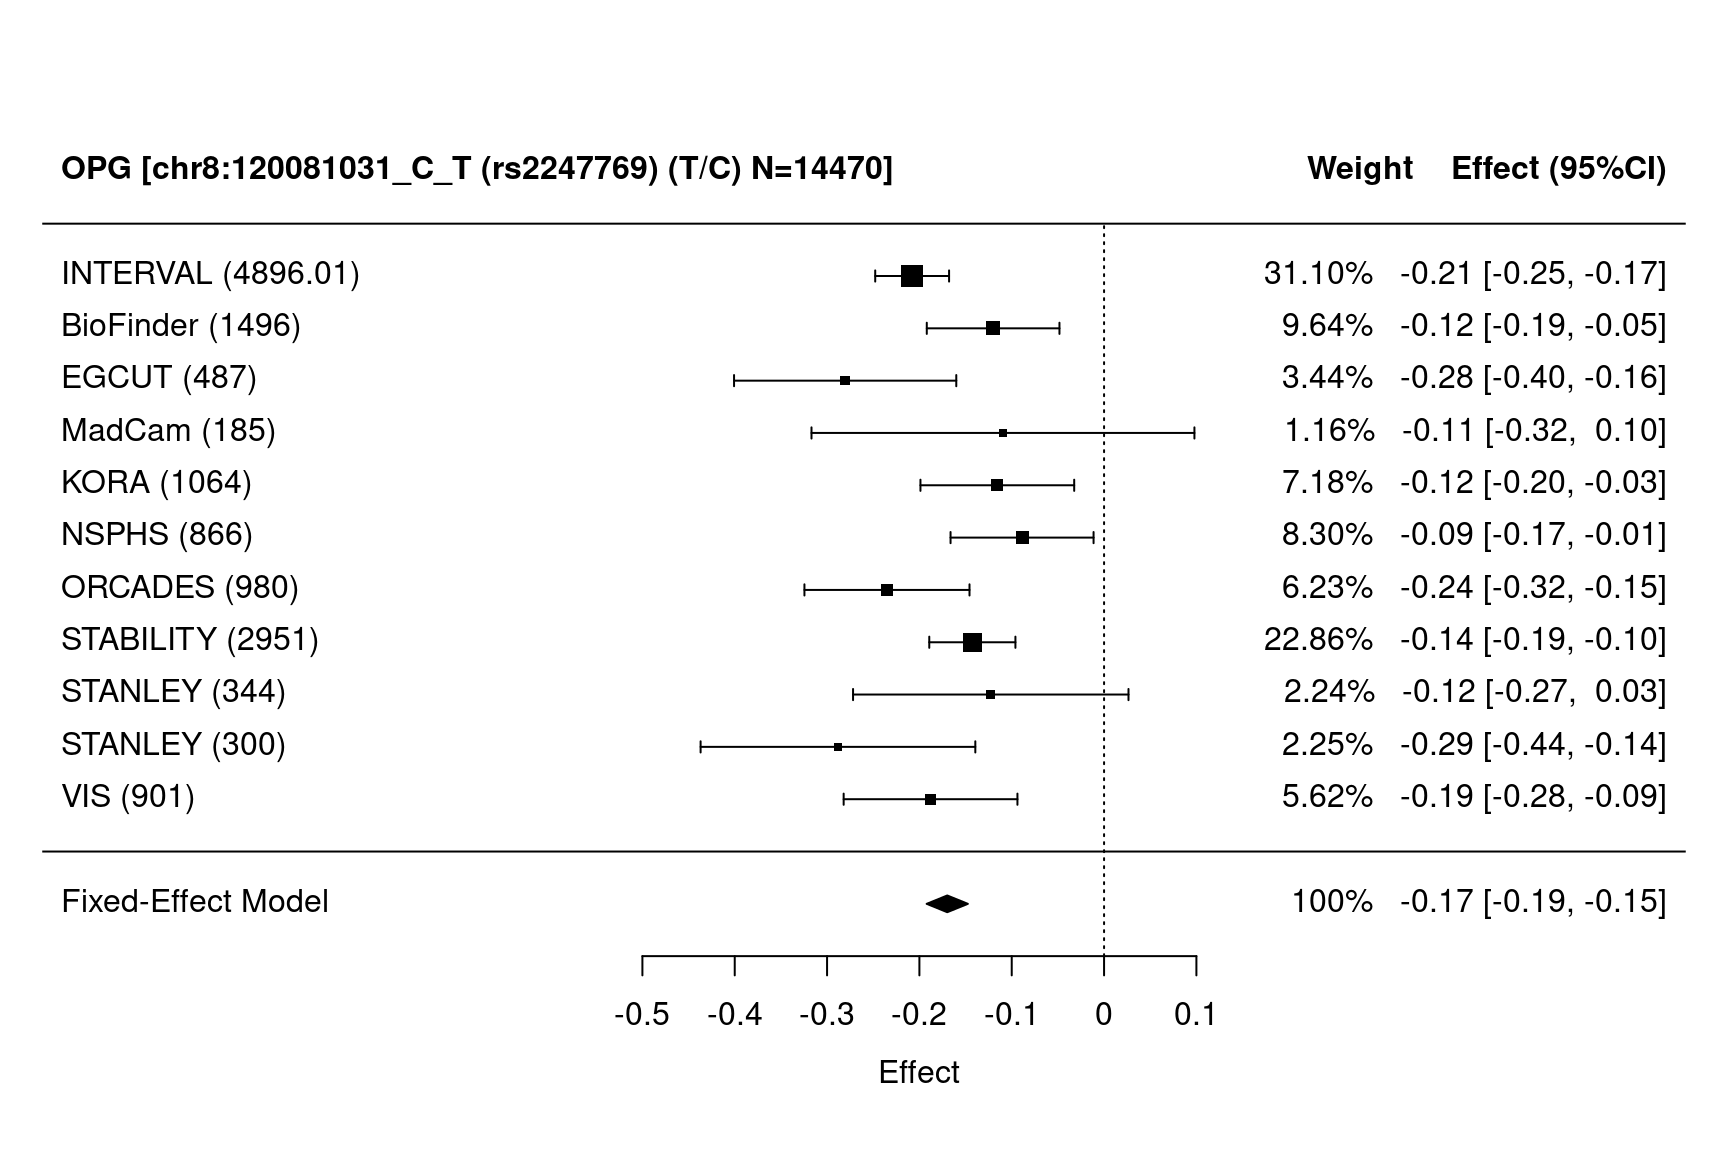 OPG [chr8:120081031_C_T (rs2247769) (T/C) N=14470] Weight Effect (95%CI)
INTERVAL (4896.01) 31.10% -0.21 [-0.25, -0.17]
BioFinder (1496) 9.64% -0.12 [-0.19, -0.05]
EGCUT (487) 3.44% -0.28 [-0.40, -0.16]
MadCam (185) 1.16% -0.11 [-0.32, 0.10]
KORA (1064) 7.18% -0.12 [-0.20, -0.03]
NSPHS (866) 8.30% -0.09 [-0.17, -0.01]
ORCADES (980) 6.23% -0.24 [-0.32, -0.15]
STABILITY (2951) 22.86% -0.14 [-0.19, -0.10]
STANLEY (344) 2.24% -0.12 [-0.27, 0.03]
STANLEY (300) 2.25% -0.29 [-0.44, -0.14]
VIS (901) 5.62% -0.19 [-0.28, -0.09]
Fixed-Effect Model 100% -0.17 [-0.19, -0.15]
-0.5 -0.4 -0.3 -0.2 -0.1 0 0.1
Effect